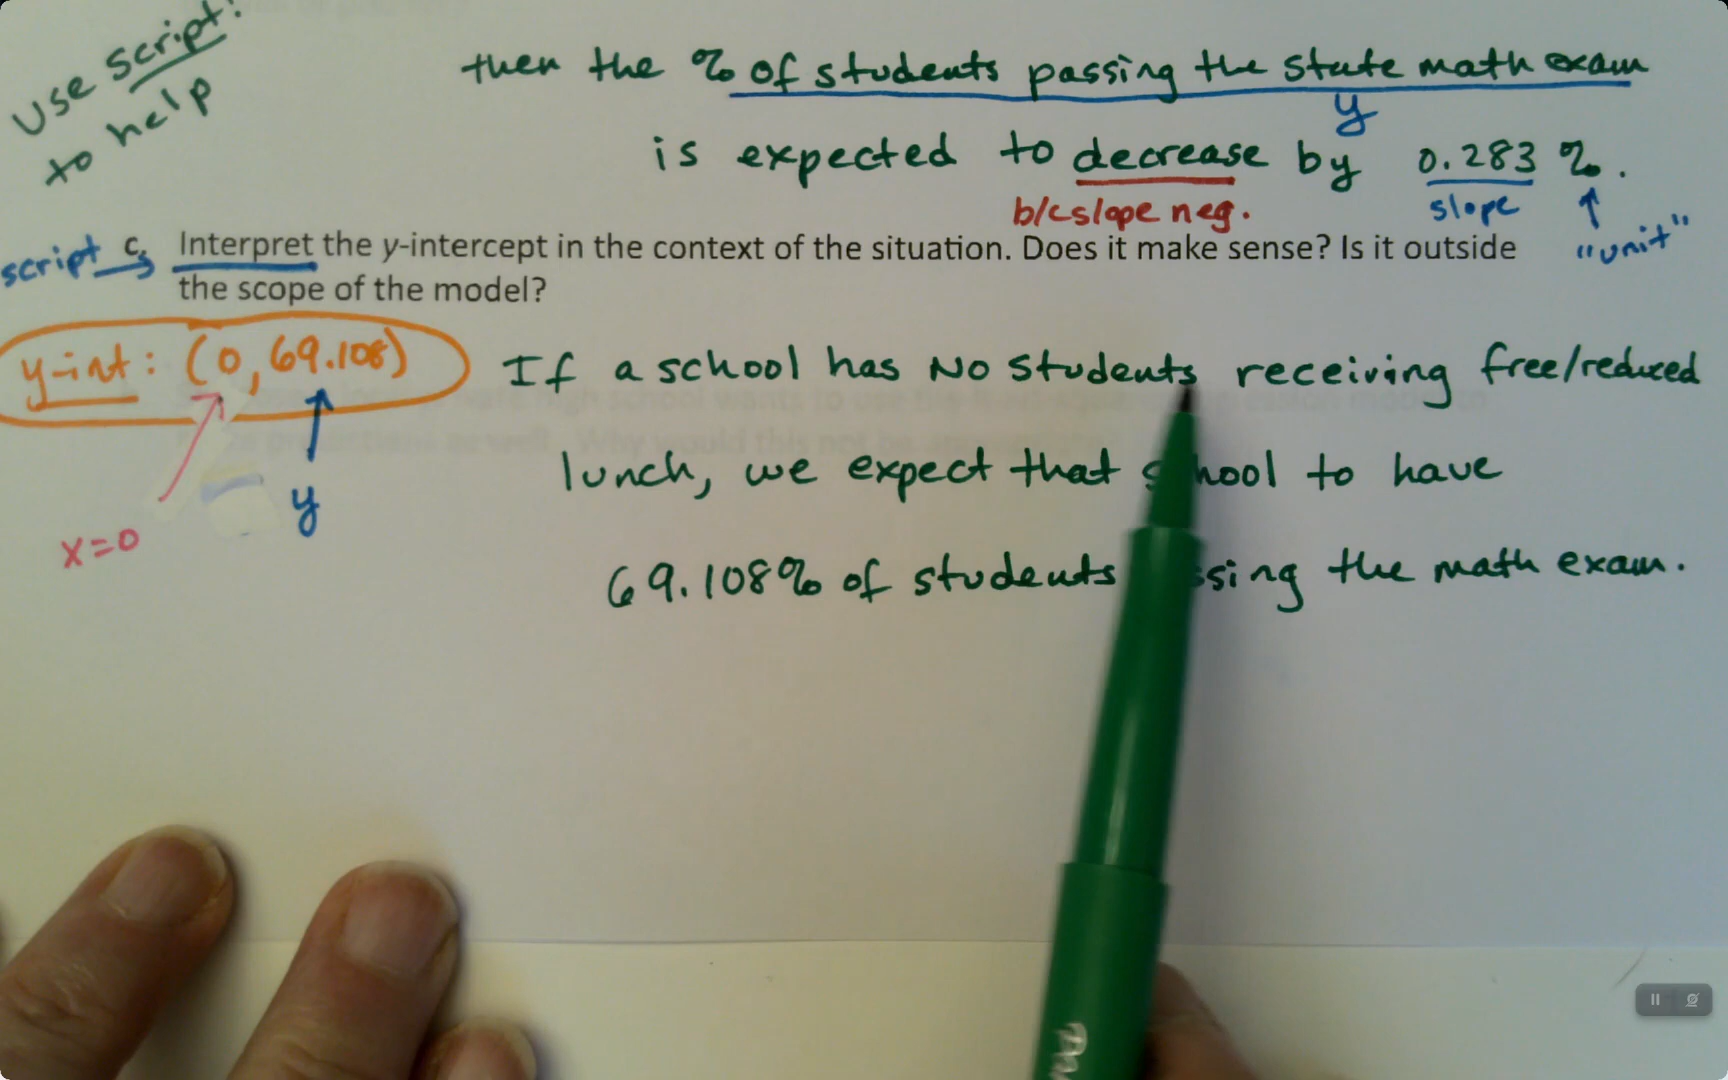 Use script!
to help
then the % of students passing the state math exam
y
is expected to decrease by 0.283 %.
b/c slope neg. slope "unit"
script c. Interpret the y-intercept in the context of the situation. Does it make sense? Is it outside
the scope of the model?
y-int: (0, 69.108) If a school has No students receiving free/reduced
lunch, we expect that school to have
y
x=0
69.108% of students passing the math exam.